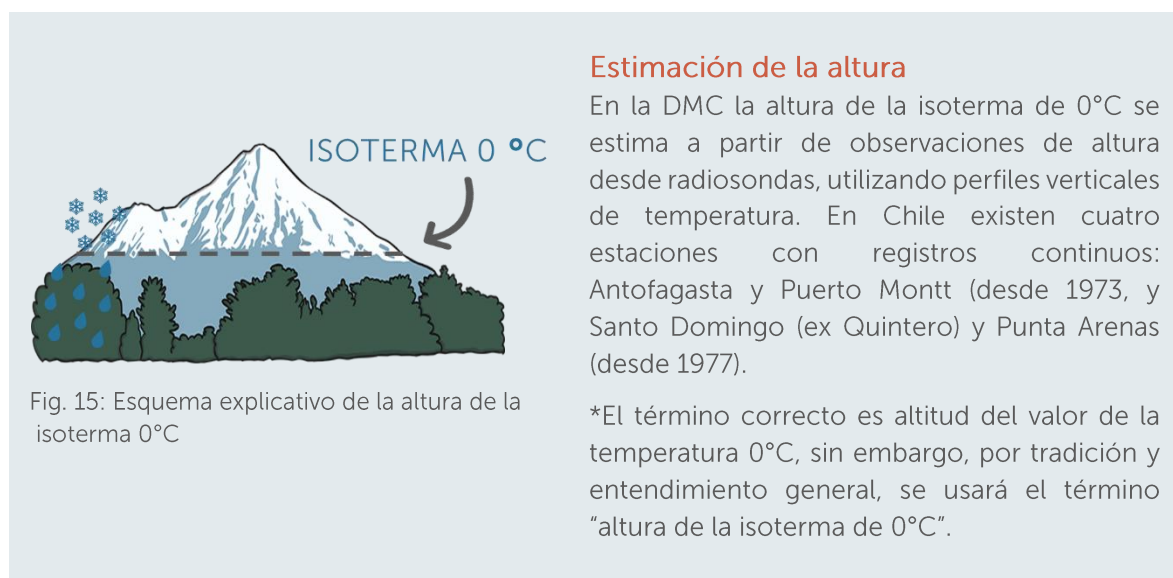 ISOTERMA 0 °C
Fig. 15: Esquema explicativo de la altura de la
isoterma 0°C
Estimación de la altura
En la DMC la altura de la isoterma de 0°C se
estima a partir de observaciones de altura
desde radiosondas, utilizando perfiles verticales
de temperatura. En Chile existen cuatro
estaciones con registros continuos:
Antofagasta y Puerto Montt (desde 1973, y
Santo Domingo (ex Quintero) y Punta Arenas
(desde 1977).
*El término correcto es altitud del valor de la
temperatura 0°C, sin embargo, por tradición y
entendimiento general, se usará el término
“altura de la isoterma de 0°C”.